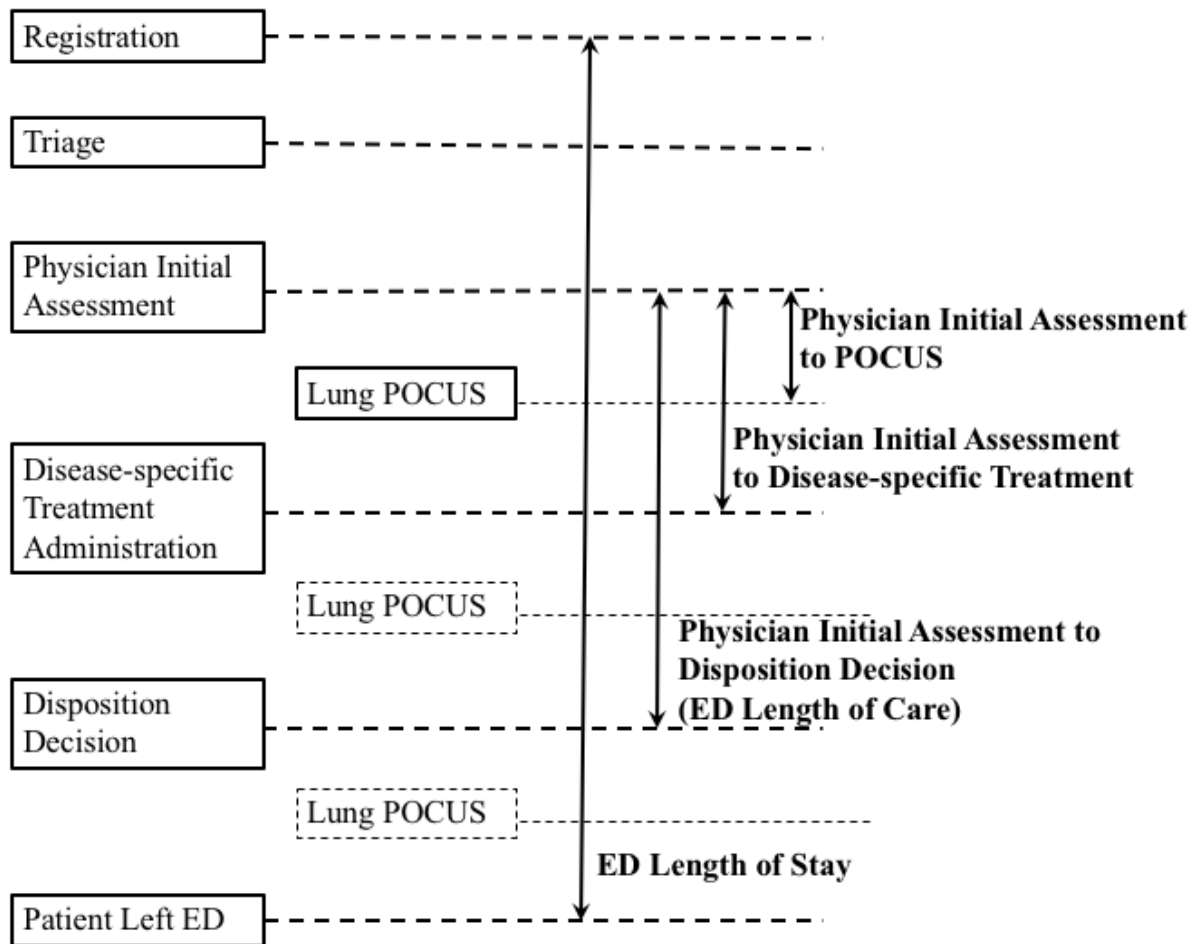 Registration
Triage
Physician Initial
Assessment
Physician Initial Assessment
to POCUS
Lung POCUS
Physician Initial Assessment
to Disease-specific Treatment
Disease-specific
Treatment
Administration
Lung POCUS
Physician Initial Assessment to
Disposition Decision
(ED Length of Care)
Disposition
Decision
Lung POCUS
ED Length of Stay
Patient Left ED